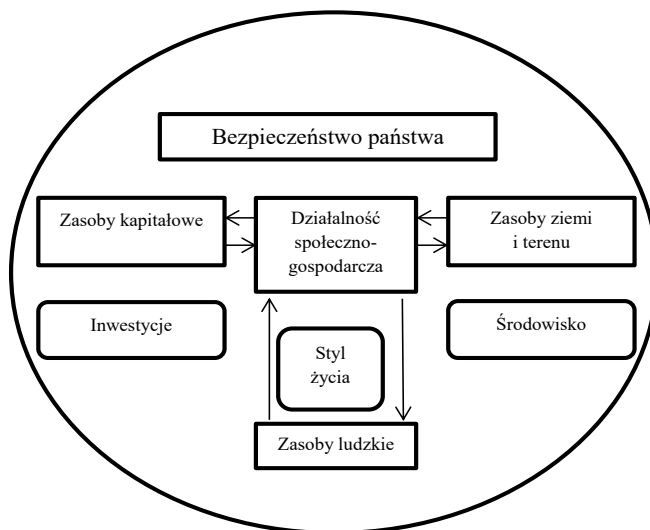 Bezpieczeństwo państwa
Zasoby kapitałowe
Działalność
społeczno-
gospodarcza
Zasoby ziemi
i terenu
Inwestycje
Styl
życia
Środowisko
Zasoby ludzkie